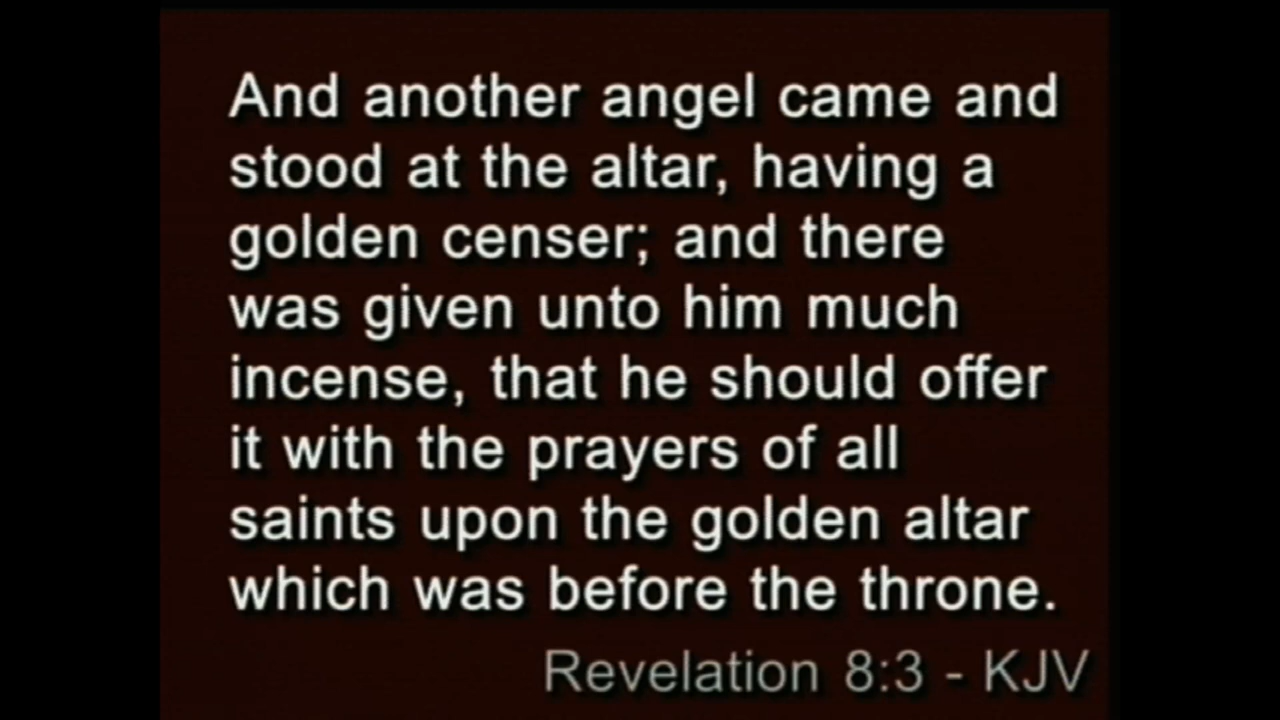 And another angel came and
stood at the altar, having a
golden censer; and there
was given unto him much
incense, that he should offer
it with the prayers of all
saints upon the golden altar
which was before the throne.
Revelation 8:3 - KJV